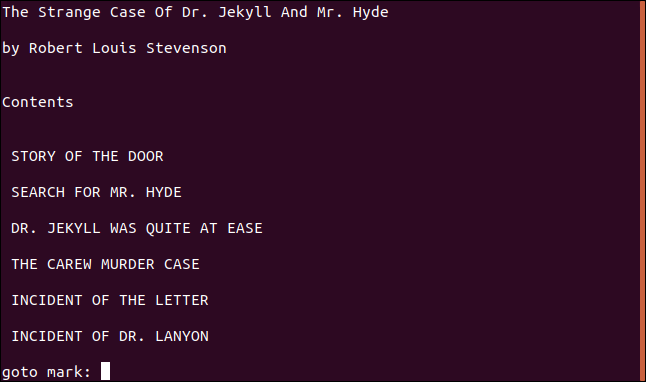 The Strange Case Of Dr. Jekyll And Mr. Hyde
by Robert Louis Stevenson
Contents
STORY OF THE DOOR
SEARCH FOR MR. HYDE
DR. JEKYLL WAS QUITE AT EASE
THE CAREW MURDER CASE
INCIDENT OF THE LETTER
INCIDENT OF DR. LANYON
goto mark: